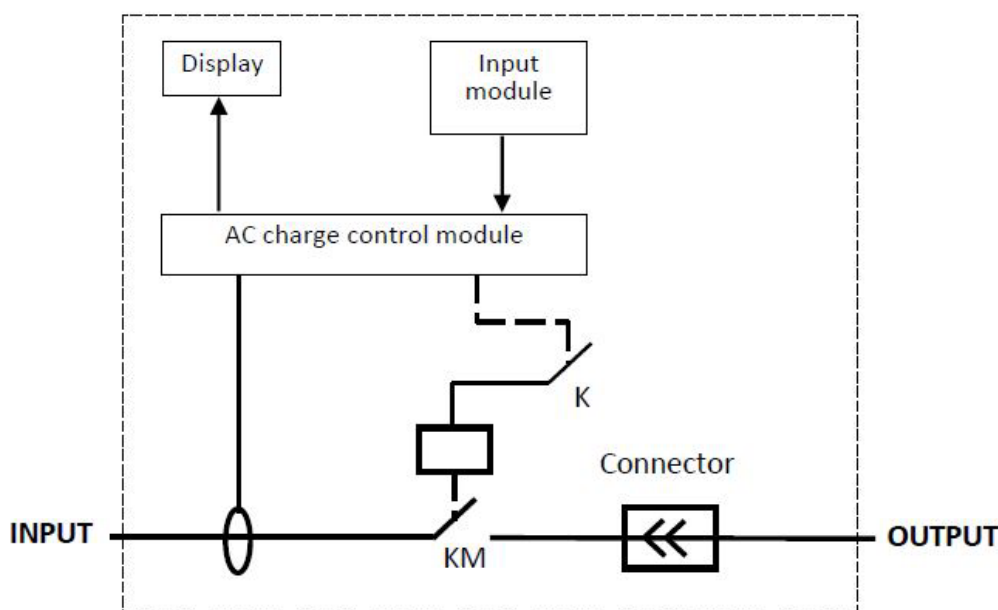 Display
Input
module
AC charge control module
K
Connector
INPUT
KM
OUTPUT